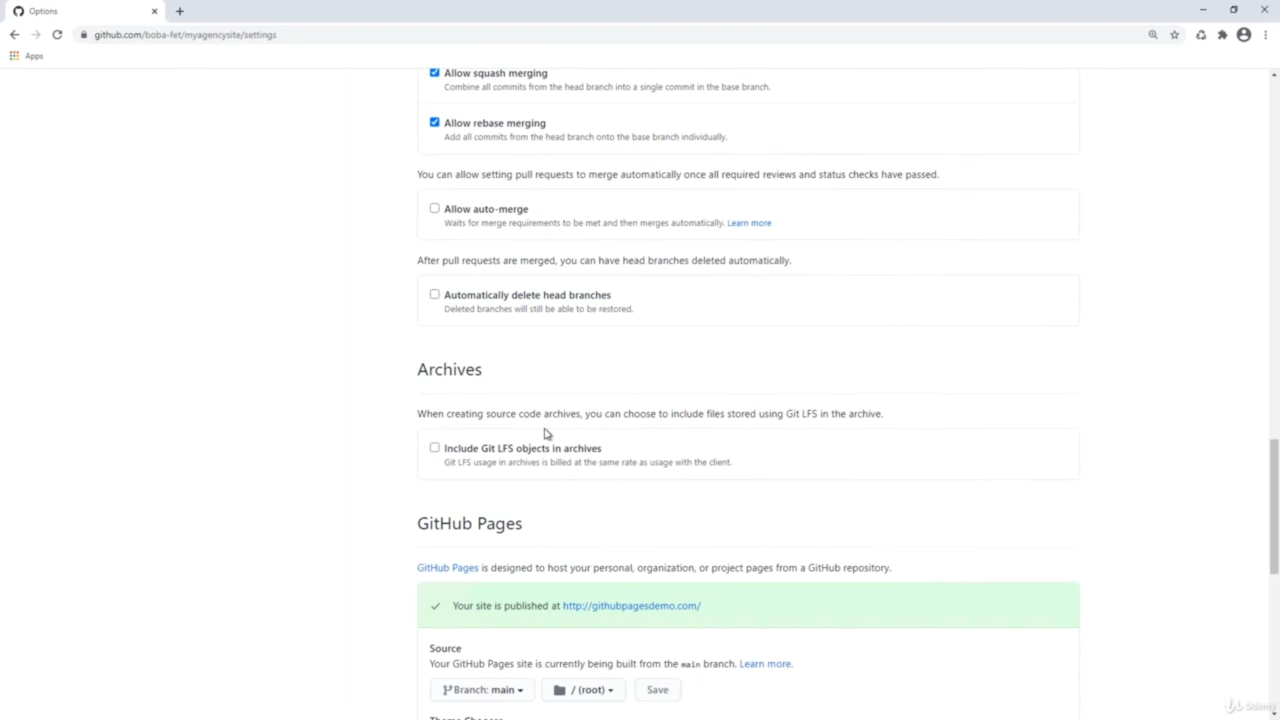 Options
github.com/boba-fet/myagencysite/settings
Apps
Allow squash merging
Combine all commits from the head branch into a single commit in the base branch.
Allow rebase merging
Add all commits from the head branch onto the base branch individually.
You can allow setting pull requests to merge automatically once all required reviews and status checks have passed.
Allow auto-merge
Waits for merge requirements to be met and then merges automatically. Learn more
After pull requests are merged, you can have head branches deleted automatically.
Automatically delete head branches
Deleted branches will still be able to be restored.
Archives
When creating source code archives, you can choose to include files stored using Git LFS in the archive.
Include Git LFS objects in archives
Git LFS usage in archives is billed at the same rate as usage with the client.
GitHub Pages
GitHub Pages is designed to host your personal, organization, or project pages from a GitHub repository.
Your site is published at http://githubpagesdemo.com/
Source
Your GitHub Pages site is currently being built from the main branch. Learn more.
Branch: main / (root) Save
Udemy